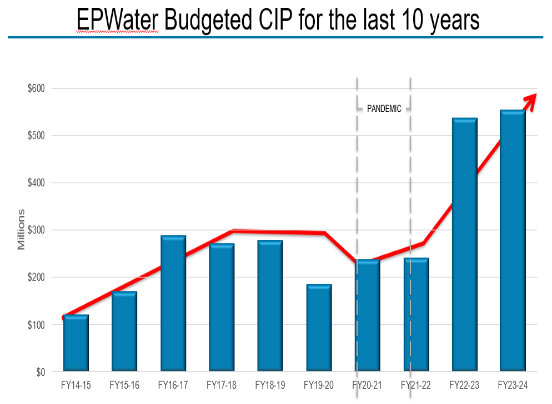 EPWater Budgeted CIP for the last 10 years
$600
PANDEMIC
$500
$400
$300
$200
$100
$0
Millions
FY14-15 FY15-16 FY16-17 FY17-18 FY18-19 FY19-20 FY20-21 FY21-22 FY22-23 FY23-24